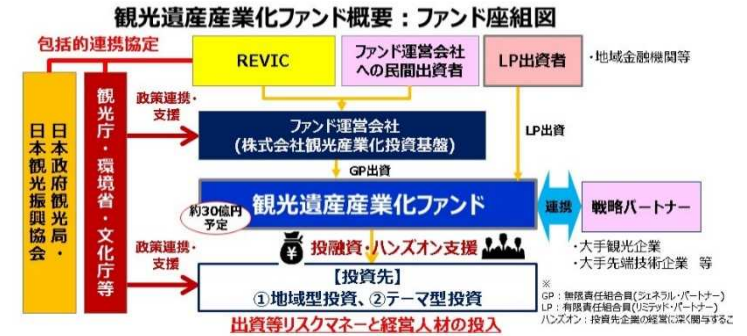 観光遺産産業化ファンド概要：ファンド座組図
包括的連携協定
REVIC
ファンド運営会社
への民間出資者
LP出資者
・地域金融機関等
日本政府観光局・
日本観光振興協会
観光庁・環境省・文化庁等
政策連携・
支援
ファンド運営会社
(株式会社観光産業化投資基盤)
LP出資
GP出資
約30億円
予定
観光遺産産業化ファンド
連携
戦略パートナー
投融資・ハンズオン支援
・大手観光企業
・大手先端技術企業 等
政策連携・
支援
【投資先】
①地域型投資、②テーマ型投資
※
GP：無限責任組合員(ジェネラル・パートナー)
LP：有限責任組合員(リミテッド・パートナー)
ハンズオン：投資先企業の経営に深く関与するこ
出資等リスクマネーと経営人材の投入